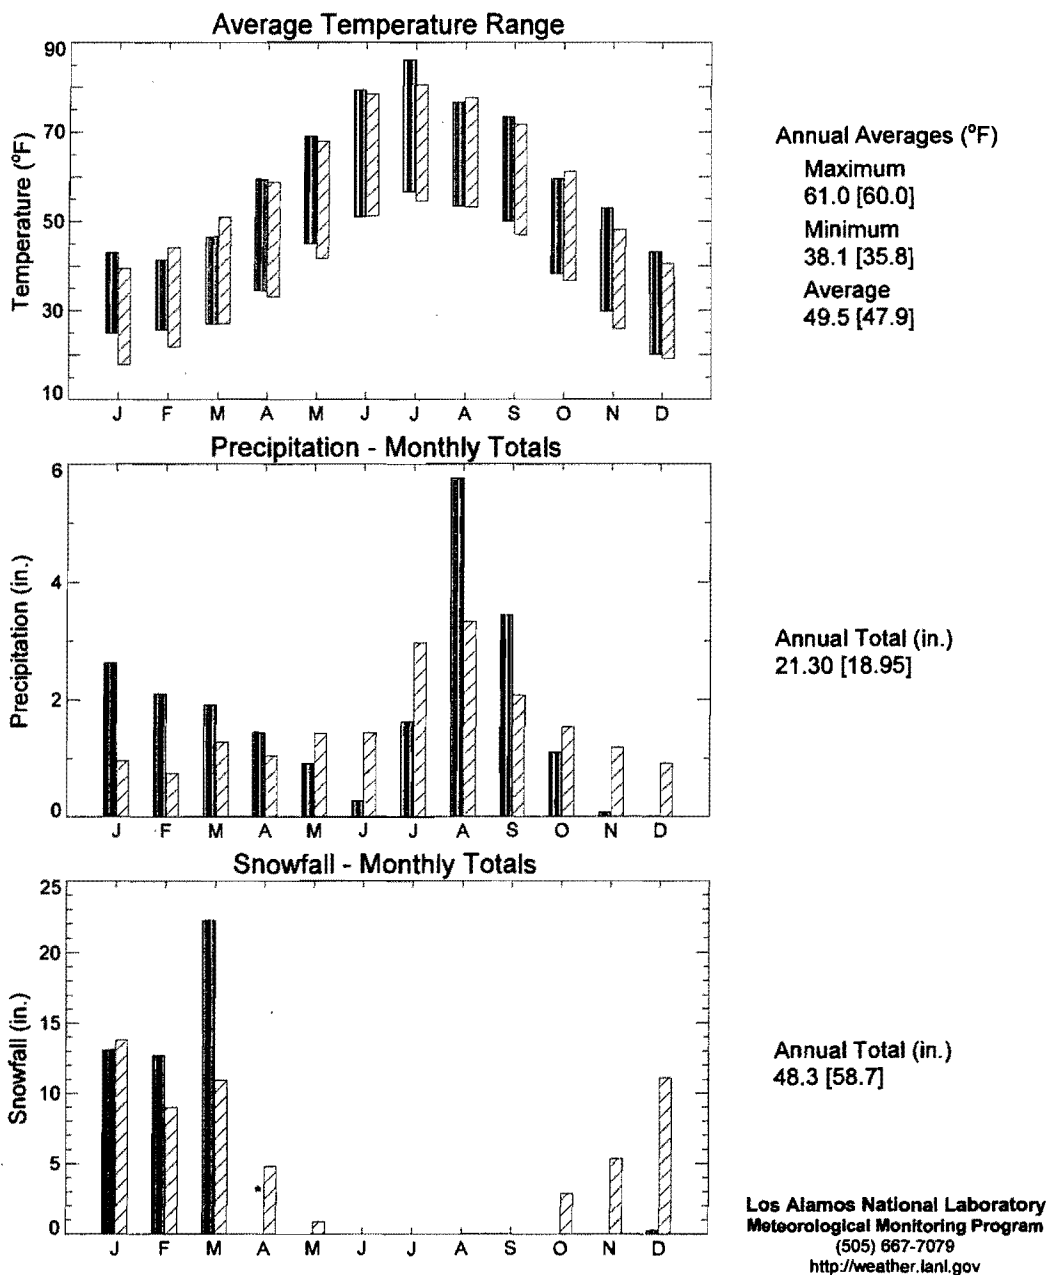 Average Temperature Range
90
70
50
30
10
Temperature (°F)
J F M A M J J A S O N D
Annual Averages (°F)
Maximum
61.0 [60.0]
Minimum
38.1 [35.8]
Average
49.5 [47.9]
Precipitation - Monthly Totals
6
4
2
0
Precipitation (in.)
J F M A M J J A S O N D
Annual Total (in.)
21.30 [18.95]
Snowfall - Monthly Totals
25
20
15
10
5
0
Snowfall (in.)
*
J F M A M J J A S O N D
Annual Total (in.)
48.3 [58.7]
Los Alamos National Laboratory
Meteorological Monitoring Program
(505) 667-7079
http://weather.lanl.gov